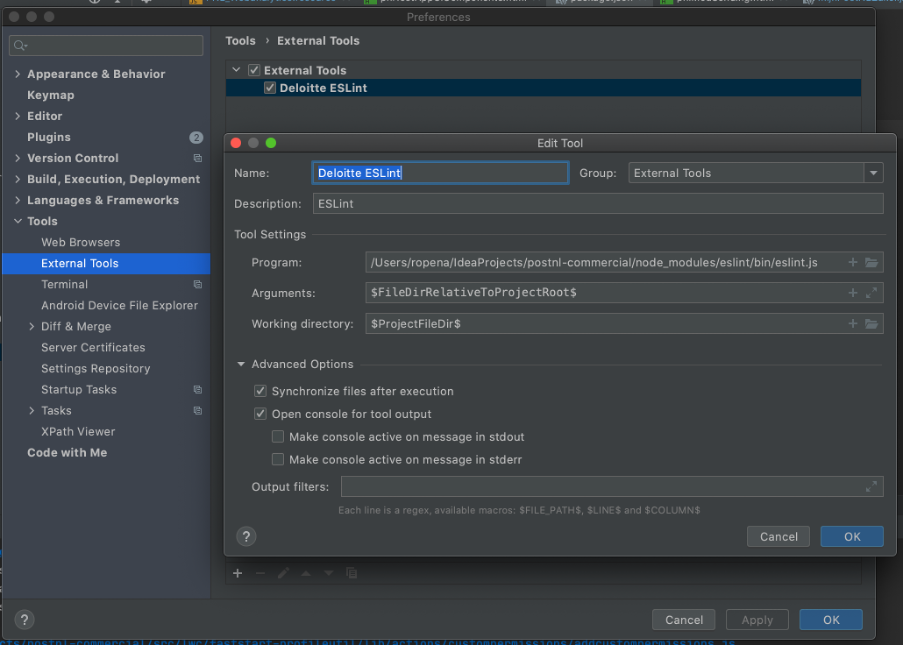 Preferences
Tools › External Tools
Appearance & Behavior
Keymap
Editor
Plugins 2
Version Control
Build, Execution, Deployment
Languages & Frameworks
Tools
Web Browsers
External Tools
Terminal
Android Device File Explorer
Diff & Merge
Server Certificates
Settings Repository
Startup Tasks
Tasks
XPath Viewer
Code with Me
External Tools
Deloitte ESLint
Edit Tool
Name: Deloitte ESLint Group: External Tools
Description: ESLint
Tool Settings
Program: /Users/ropena/IdeaProjects/postnl-commercial/node_modules/eslint/bin/eslint.js
Arguments: $FileDirRelativeToProjectRoot$
Working directory: $ProjectFileDir$
Advanced Options
Synchronize files after execution
Open console for tool output
Make console active on message in stdout
Make console active on message in stderr
Output filters:
Each line is a regex, available macros: $FILE_PATH$, $LINE$ and $COLUMN$
? Cancel OK
? Cancel Apply OK